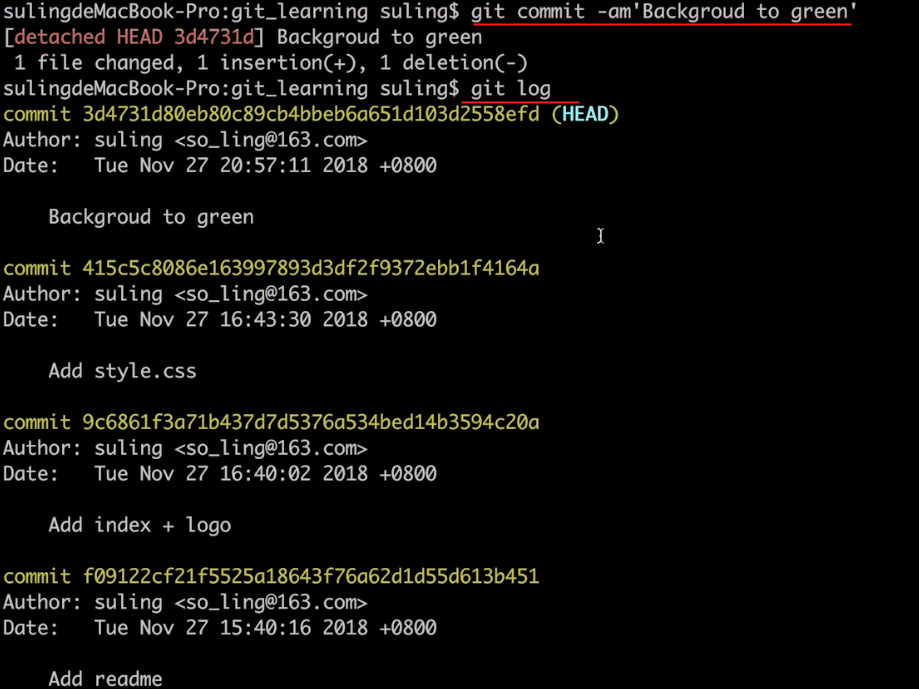 sulingdeMacBook-Pro:git_learning suling$ git commit -am'Backgroud to green'
[detached HEAD 3d4731d] Backgroud to green
 1 file changed, 1 insertion(+), 1 deletion(-)
sulingdeMacBook-Pro:git_learning suling$ git log
commit 3d4731d80eb80c89cb4bbeb6a651d103d2558efd (HEAD)
Author: suling <so_ling@163.com>
Date:   Tue Nov 27 20:57:11 2018 +0800
    Backgroud to green
commit 415c5c8086e163997893d3df2f9372ebb1f4164a
Author: suling <so_ling@163.com>
Date:   Tue Nov 27 16:43:30 2018 +0800
    Add style.css
commit 9c6861f3a71b437d7d5376a534bed14b3594c20a
Author: suling <so_ling@163.com>
Date:   Tue Nov 27 16:40:02 2018 +0800
    Add index + logo
commit f09122cf21f5525a18643f76a62d1d55d613b451
Author: suling <so_ling@163.com>
Date:   Tue Nov 27 15:40:16 2018 +0800
    Add readme